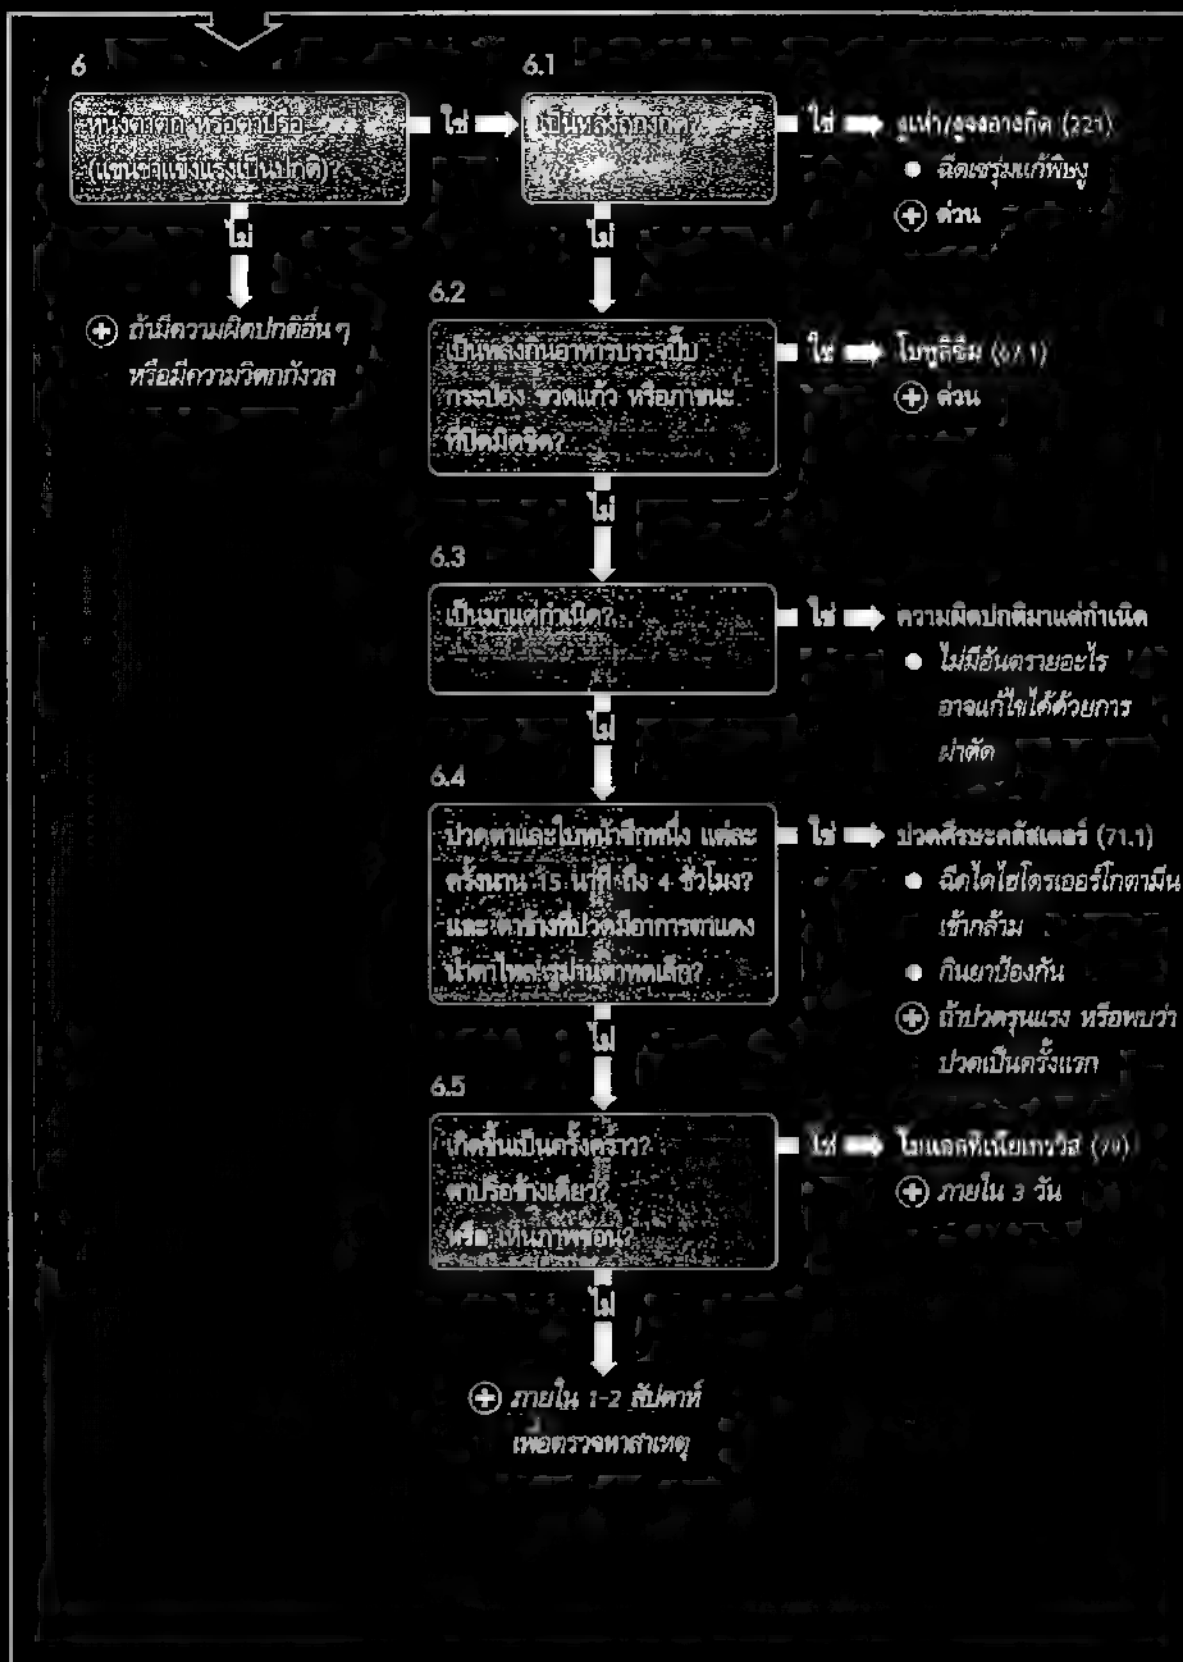 6
หนังตาตก หรือตาปรือ
(แขนขาแข็งแรงเป็นปกติ)?
ใช่
ไม่
ถ้ามีความผิดปกติอื่น ๆ
หรือมีความวิตกกังวล
6.1
เป็นหลังถูกงูกัด?
ใช่
งูเห่า/งูจงอางกัด (221)
ฉีดเซรุ่มแก้พิษงู
ด่วน
ไม่
6.2
เป็นหลังกินอาหารบรรจุปี๊บ
กระป๋อง ขวดแก้ว หรือภาชนะ
ที่ปิดมิดชิด?
ใช่
โบทูลิซึม (67.1)
ด่วน
ไม่
6.3
เป็นมาแต่กำเนิด?
ใช่
ความผิดปกติมาแต่กำเนิด
ไม่มีอันตรายอะไร
อาจแก้ไขได้ด้วยการ
ผ่าตัด
ไม่
6.4
ปวดตาและใบหน้าซีกหนึ่ง แต่ละ
ครั้งนาน 15 นาที ถึง 4 ชั่วโมง?
และ ตาข้างที่ปวดมีอาการตาแดง
น้ำตาไหล รูม่านตาหดเล็ก?
ใช่
ปวดศีรษะคลัสเตอร์ (71.1)
ฉีดไดไฮโดรเออร์โกตามีน
เข้ากล้าม
กินยาป้องกัน
ถ้าปวดรุนแรง หรือพบว่า
ปวดเป็นครั้งแรก
ไม่
6.5
เกิดขึ้นเป็นครั้งคราว?
ตาปรือข้างเดียว?
หรือ เห็นภาพซ้อน?
ใช่
ไมแอสทีเนียเกรวิส (79)
ภายใน 3 วัน
ไม่
ภายใน 1-2 สัปดาห์
เพื่อตรวจหาสาเหตุ